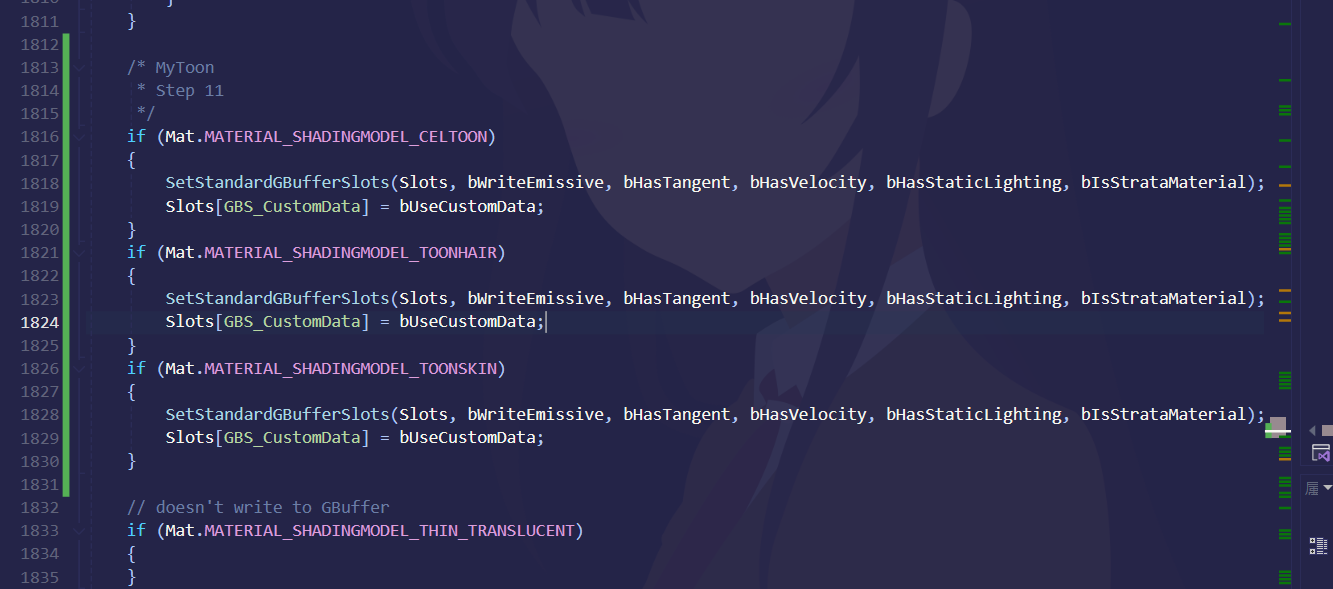 1811 }
1812
1813 /* MyToon
1814 * Step 11
1815 */
1816 if (Mat.MATERIAL_SHADINGMODEL_CELTOON)
1817 {
1818 SetStandardGBufferSlots(Slots, bWriteEmissive, bHasTangent, bHasVelocity, bHasStaticLighting, bIsStrataMaterial);
1819 Slots[GBS_CustomData] = bUseCustomData;
1820 }
1821 if (Mat.MATERIAL_SHADINGMODEL_TOONHAIR)
1822 {
1823 SetStandardGBufferSlots(Slots, bWriteEmissive, bHasTangent, bHasVelocity, bHasStaticLighting, bIsStrataMaterial);
1824 Slots[GBS_CustomData] = bUseCustomData;
1825 }
1826 if (Mat.MATERIAL_SHADINGMODEL_TOONSKIN)
1827 {
1828 SetStandardGBufferSlots(Slots, bWriteEmissive, bHasTangent, bHasVelocity, bHasStaticLighting, bIsStrataMaterial);
1829 Slots[GBS_CustomData] = bUseCustomData;
1830 }
1831
1832 // doesn't write to GBuffer
1833 if (Mat.MATERIAL_SHADINGMODEL_THIN_TRANSLUCENT)
1834 {
1835 }